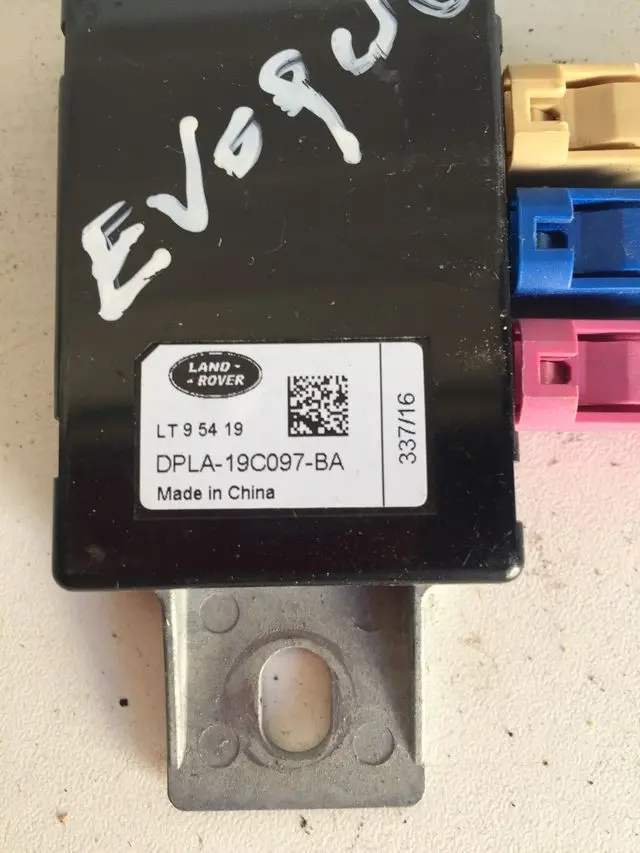 Evoque
LAND-
-ROVER
LT 9 54 19
DPLA-19C097-BA
Made in China
337/16